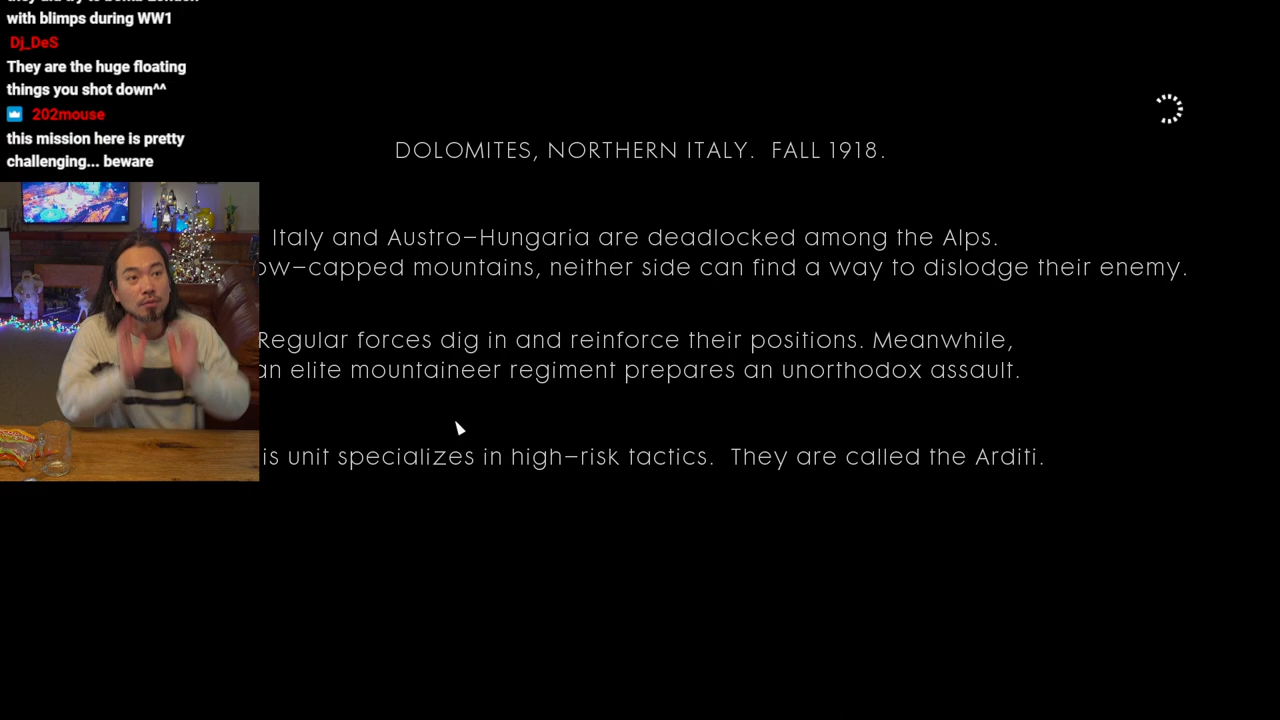 with blimps during WW1
Dj_DeS
They are the huge floating
things you shot down^^
202mouse
this mission here is pretty
challenging... beware
DOLOMITES, NORTHERN ITALY. FALL 1918.
Italy and Austro-Hungaria are deadlocked among the Alps.
ow-capped mountains, neither side can find a way to dislodge their enemy.
Regular forces dig in and reinforce their positions. Meanwhile,
an elite mountaineer regiment prepares an unorthodox assault.
is unit specializes in high-risk tactics. They are called the Arditi.